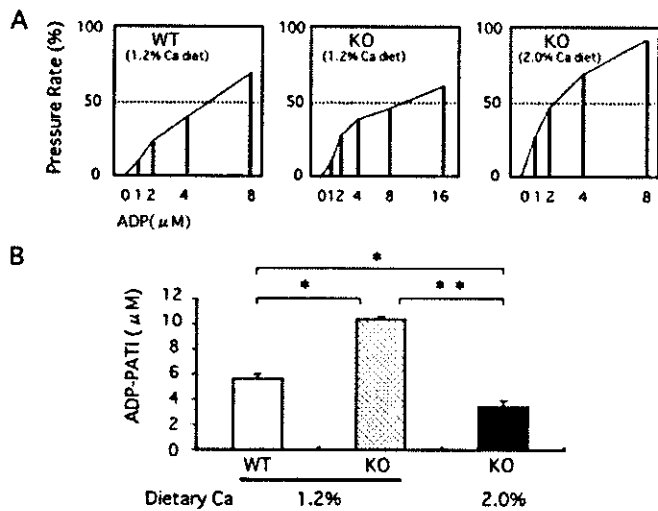 A
Pressure Rate (%)
100
50
0
WT
(1.2% Ca diet)
0 1 2 4 8
ADP(μM)
100
50
0
KO
(1.2% Ca diet)
0 1 2 4 8 16
100
50
0
KO
(2.0% Ca diet)
0 1 2 4 8
B
ADP-PATI (μM)
12
10
8
6
4
2
0
*
*
* *
WT KO KO
Dietary Ca 1.2% 2.0%